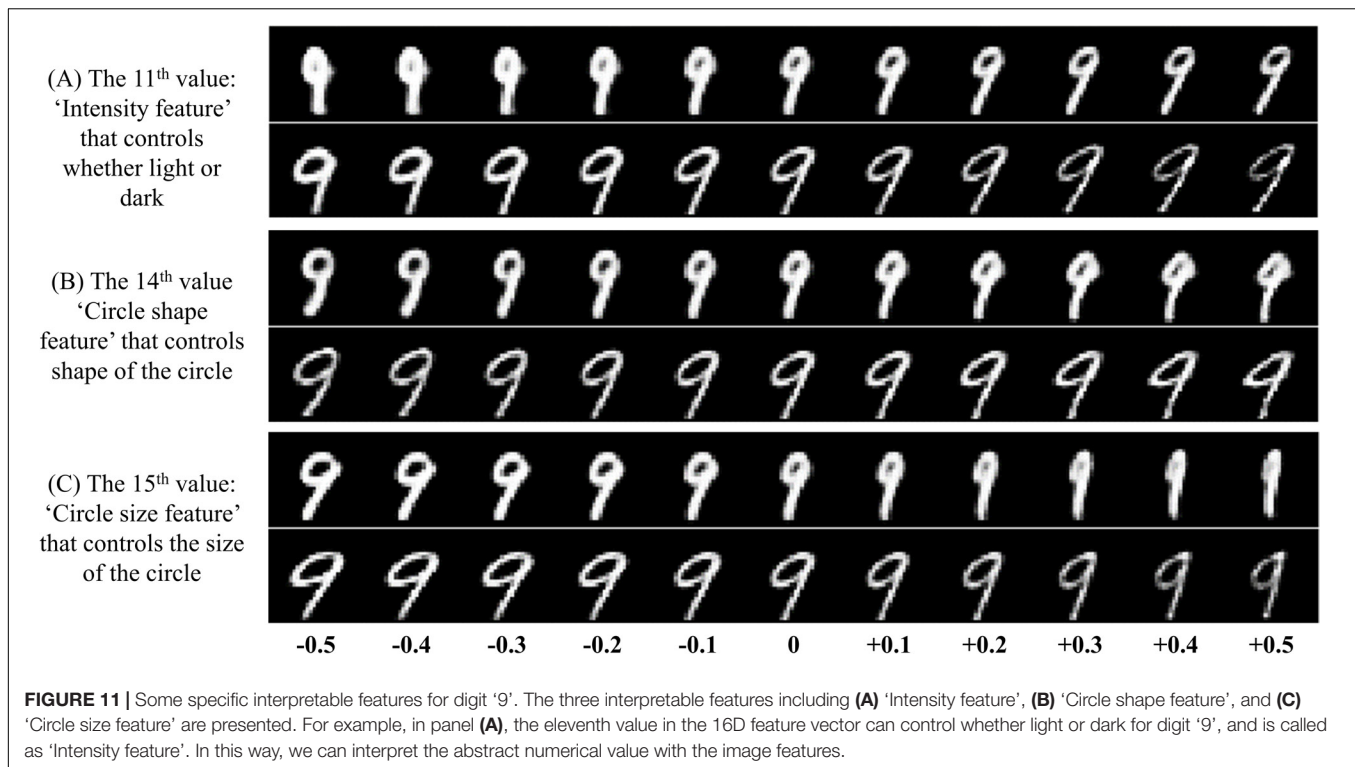 (A) The 11th value:
‘Intensity feature’
that controls
whether light or
dark
(B) The 14th value
‘Circle shape
feature’ that controls
shape of the circle
(C) The 15th value:
‘Circle size feature’
that controls the size
of the circle
-0.5 -0.4 -0.3 -0.2 -0.1 0 +0.1 +0.2 +0.3 +0.4 +0.5
FIGURE 11 | Some specific interpretable features for digit ‘9’. The three interpretable features including (A) ‘Intensity feature’, (B) ‘Circle shape feature’, and (C)
‘Circle size feature’ are presented. For example, in panel (A), the eleventh value in the 16D feature vector can control whether light or dark for digit ‘9’, and is called
as ‘Intensity feature’. In this way, we can interpret the abstract numerical value with the image features.